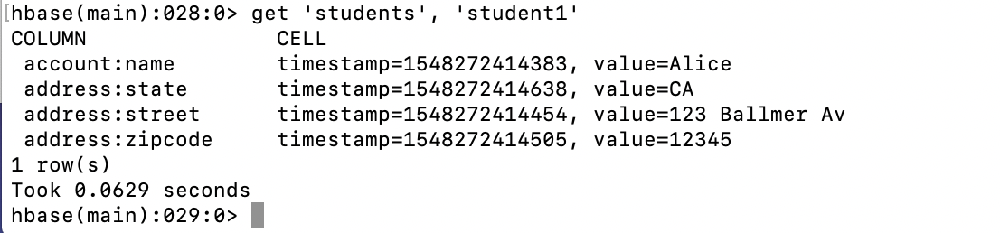 [hbase(main):028:0> get 'students', 'student1'
COLUMN CELL
account:name timestamp=1548272414383, value=Alice
address:state timestamp=1548272414638, value=CA
address:street timestamp=1548272414454, value=123 Ballmer Av
address:zipcode timestamp=1548272414505, value=12345
1 row(s)
Took 0.0629 seconds
hbase(main):029:0>